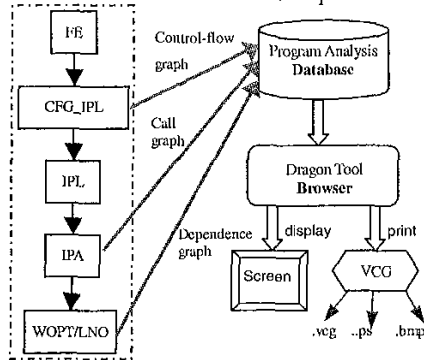 FE
CFG_IPL
IPL
IPA
WOPT/LNO
Control-flow
graph
Call
graph
Dependence
graph
Program Analysis
Database
Dragon Tool
Browser
display
print
Screen
VCG
.vcg
..ps
.bmp